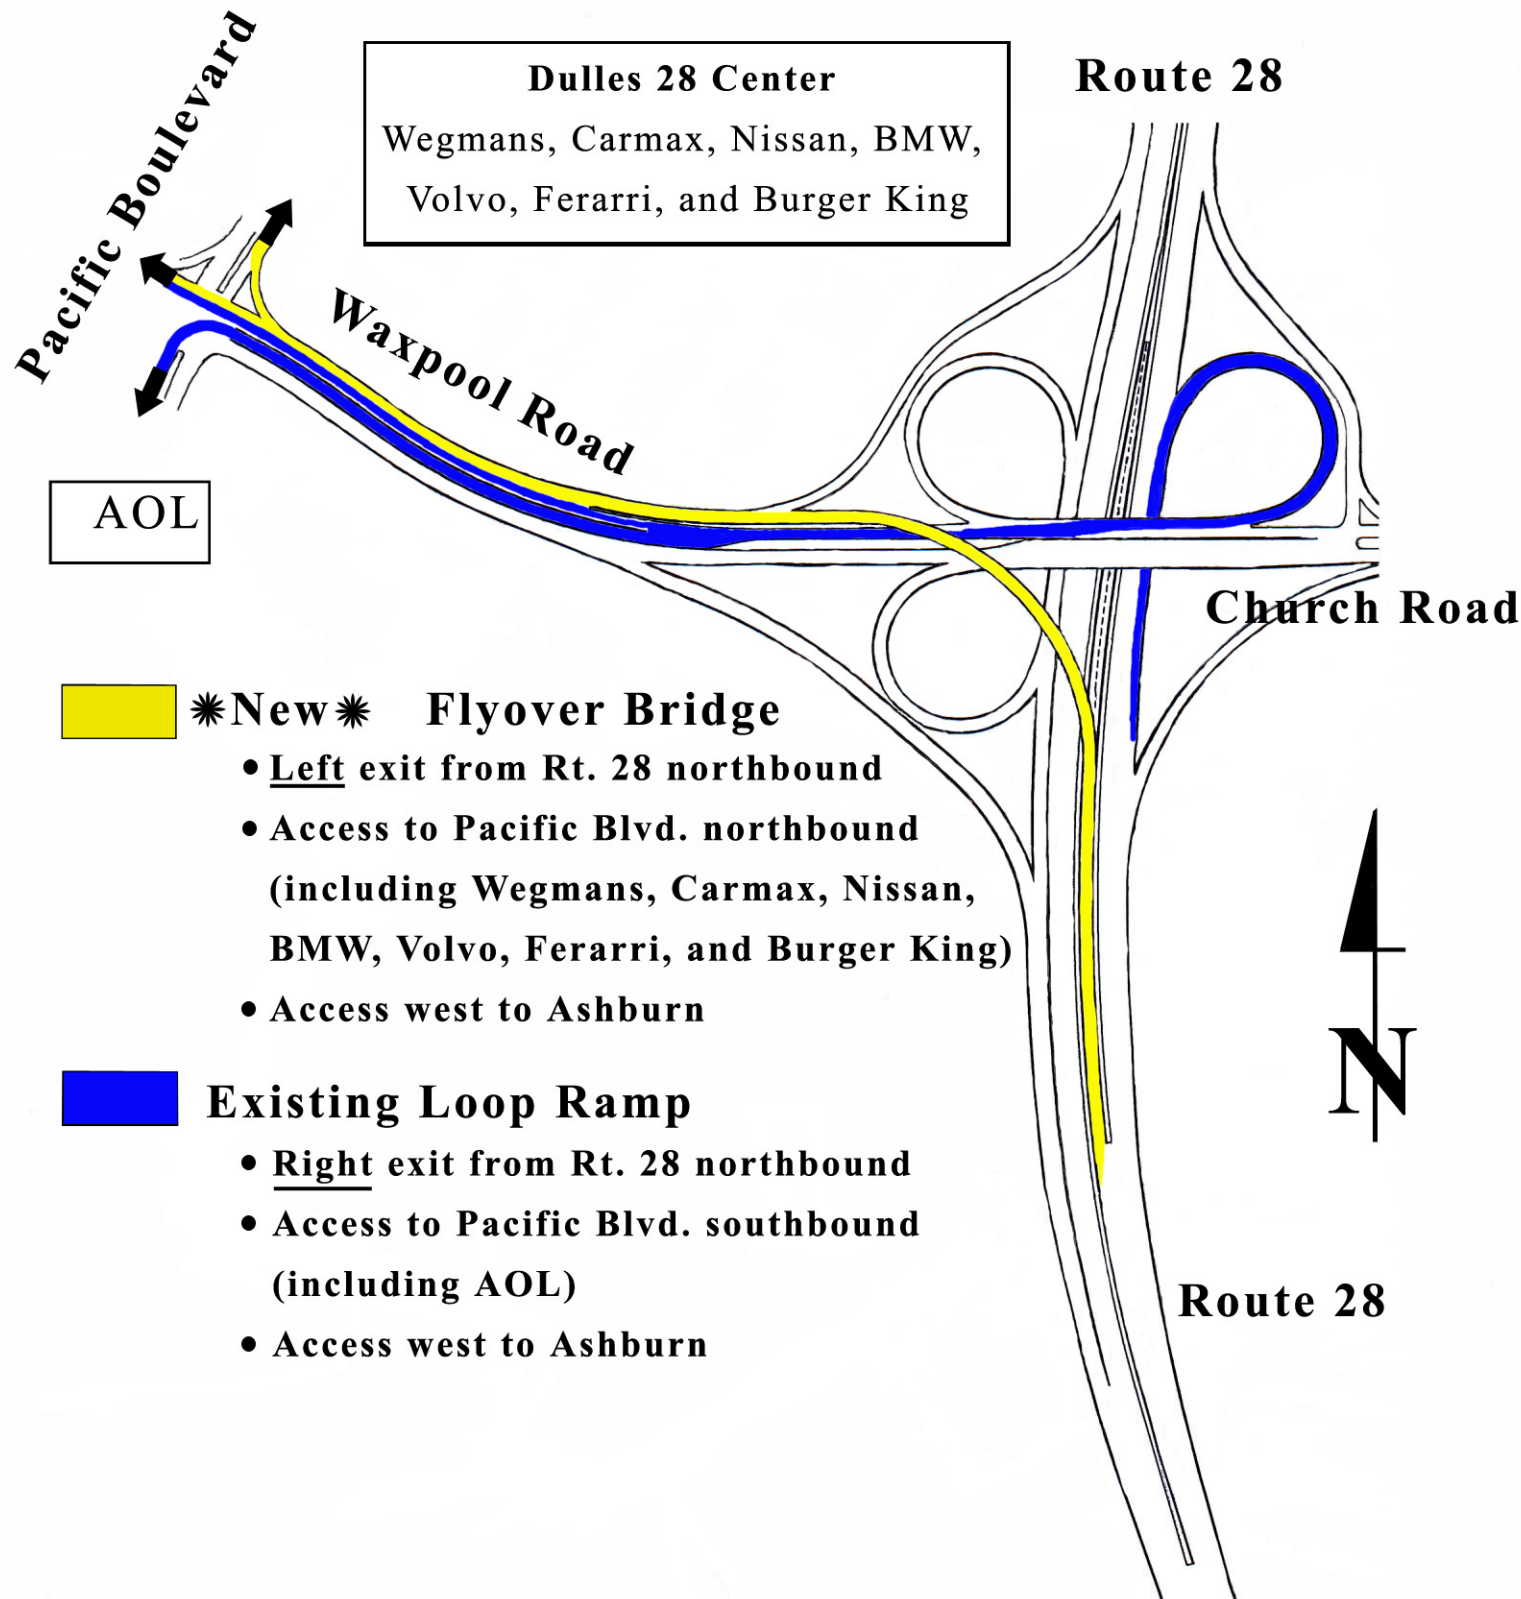 Pacific Boulevard
Dulles 28 Center
Wegmans, Carmax, Nissan, BMW,
Volvo, Ferarri, and Burger King
Route 28
Waxpool Road
AOL
Church Road
✷New✷ Flyover Bridge
• Left exit from Rt. 28 northbound
• Access to Pacific Blvd. northbound
(including Wegmans, Carmax, Nissan,
BMW, Volvo, Ferarri, and Burger King)
• Access west to Ashburn
N
Existing Loop Ramp
• Right exit from Rt. 28 northbound
• Access to Pacific Blvd. southbound
(including AOL)
• Access west to Ashburn
Route 28